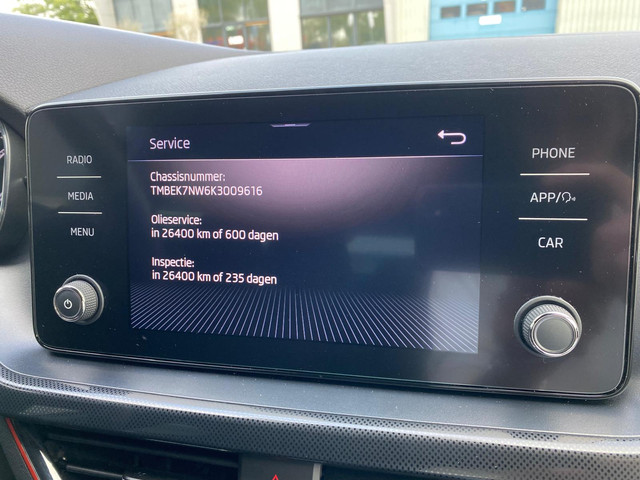 Service
RADIO
MEDIA
MENU
Chassisnummer:
TMBEK7NW6K3009616
Olieservice:
in 26400 km of 600 dagen
Inspectie:
in 26400 km of 235 dagen
PHONE
APP/
CAR